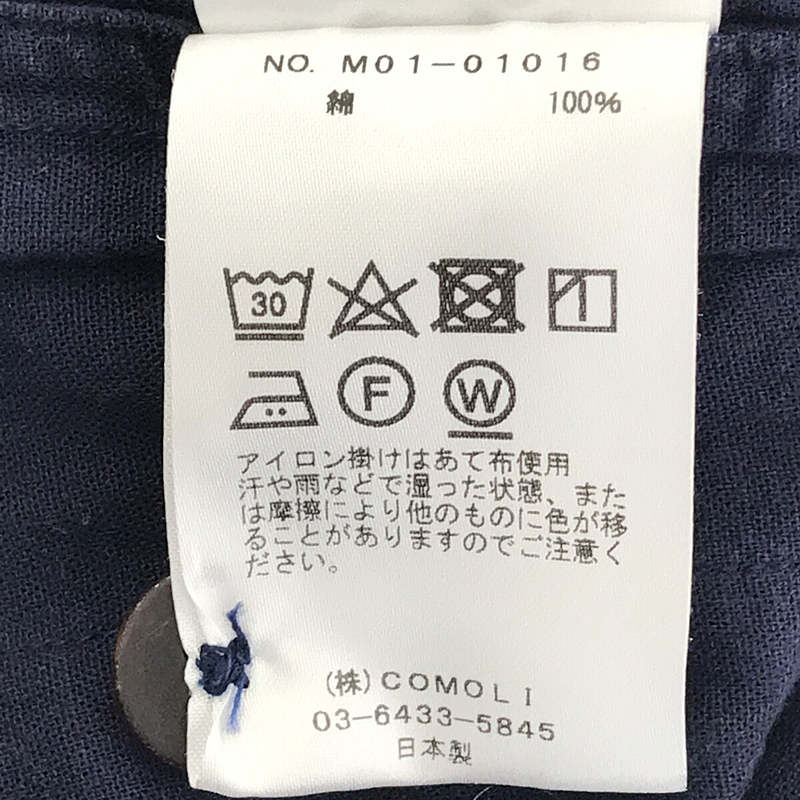 NO. M01-01016
綿 100%
30
F W
アイロン掛けはあて布使用
汗や雨などで湿った状態、また
は摩擦により他のものに色が移
ることがありますのでご注意く
ださい。
(株)COMOLI
03-6433-5845
日本製